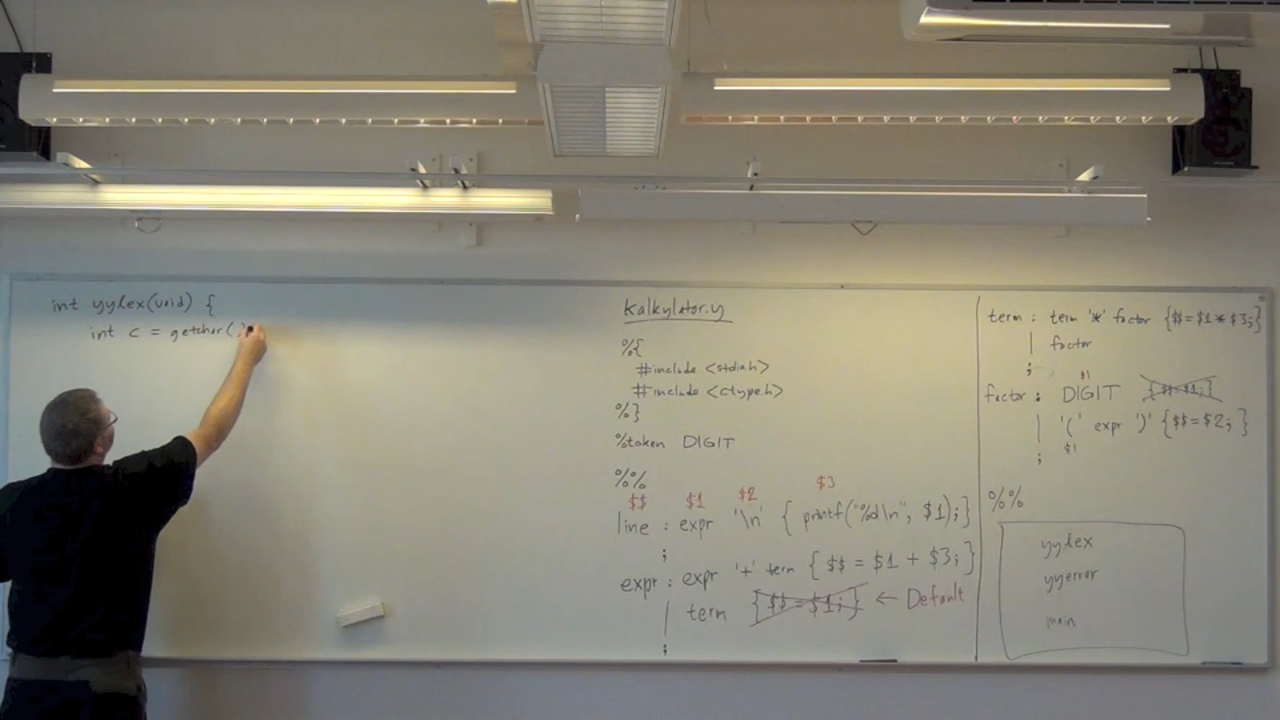 int yylex(void) {
int c = getchar()
kalkylator.y
%{
#include <stdio.h>
#include <ctype.h>
%}
%token DIGIT
%%
$$ $1 $2 $3
line : expr '\n' { printf("%d\n", $1); }
;
expr : expr '+' term { $$ = $1 + $3; }
| term { $$ = $1; } ← Default
;
term : term '*' factor { $$ = $1 * $3; }
| factor
;
$1
factor : DIGIT { $$ = $1; }
| '(' expr ')' { $$ = $2; }
$1
;
%%
yylex
yyerror
main